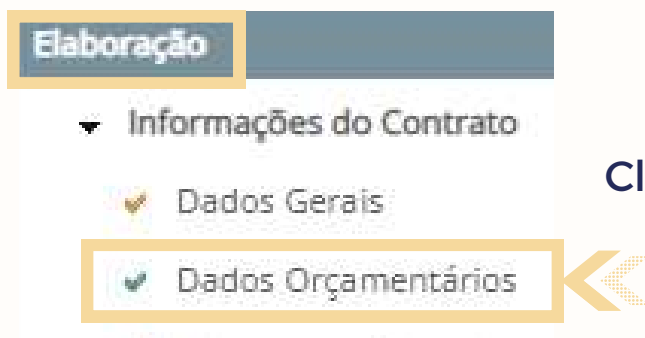 Elaboração
Informações do Contrato
Dados Gerais
Cl
Dados Orçamentários